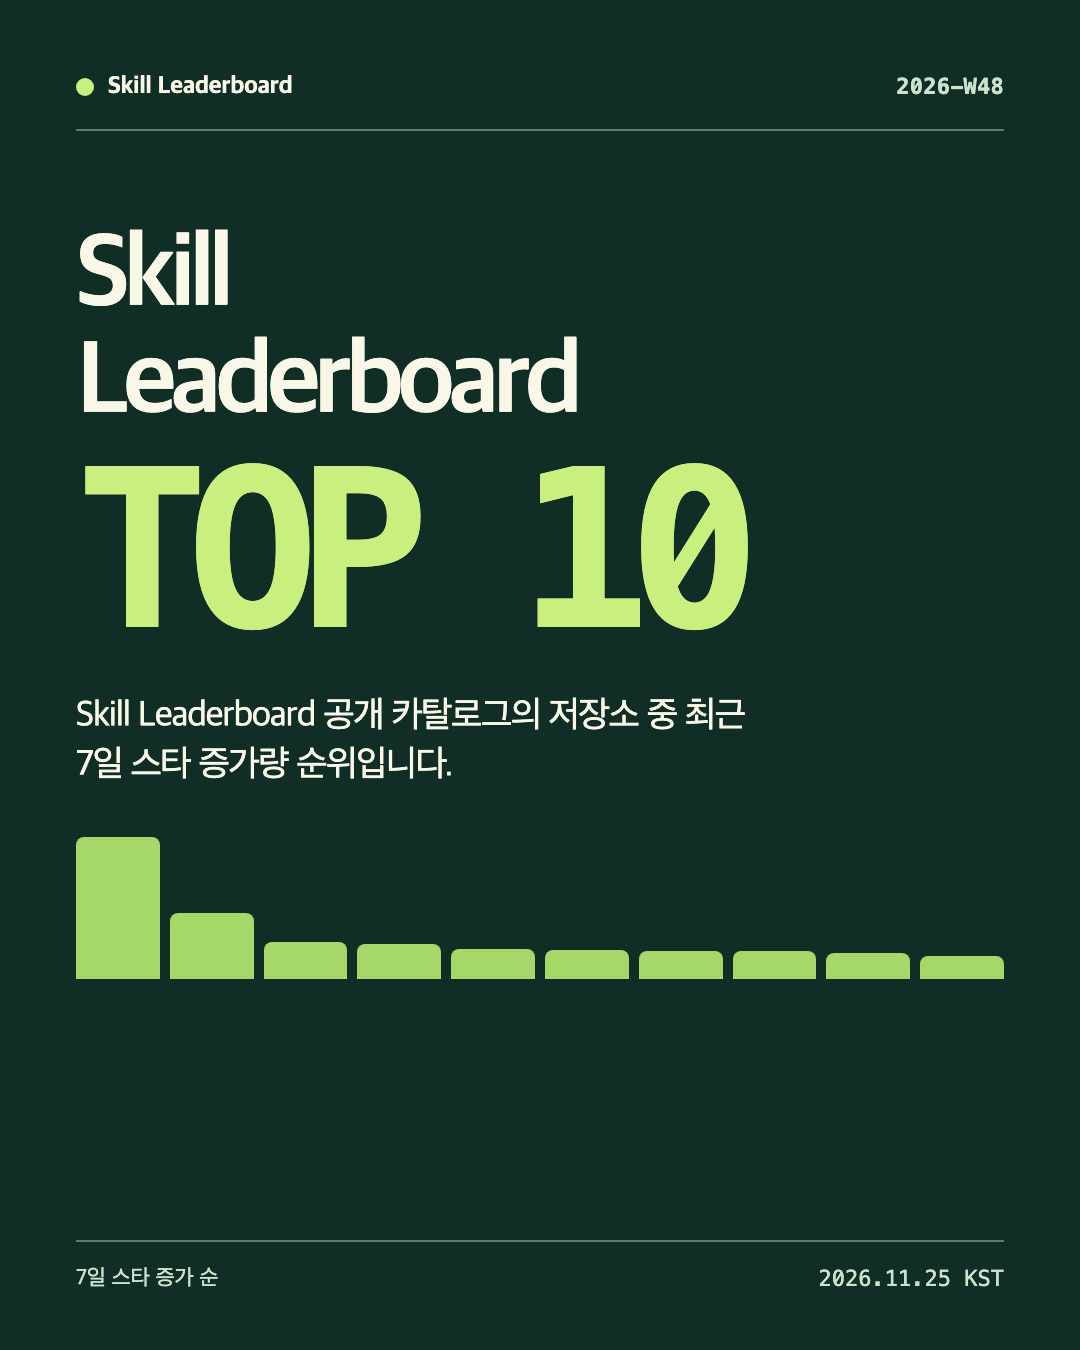 Skill Leaderboard
2026-W48
Skill
Leaderboard
TOP 10
Skill Leaderboard 공개 카탈로그의 저장소 중 최근
7일 스타 증가량 순위입니다.
7일 스타 증가 순
2026.11.25 KST